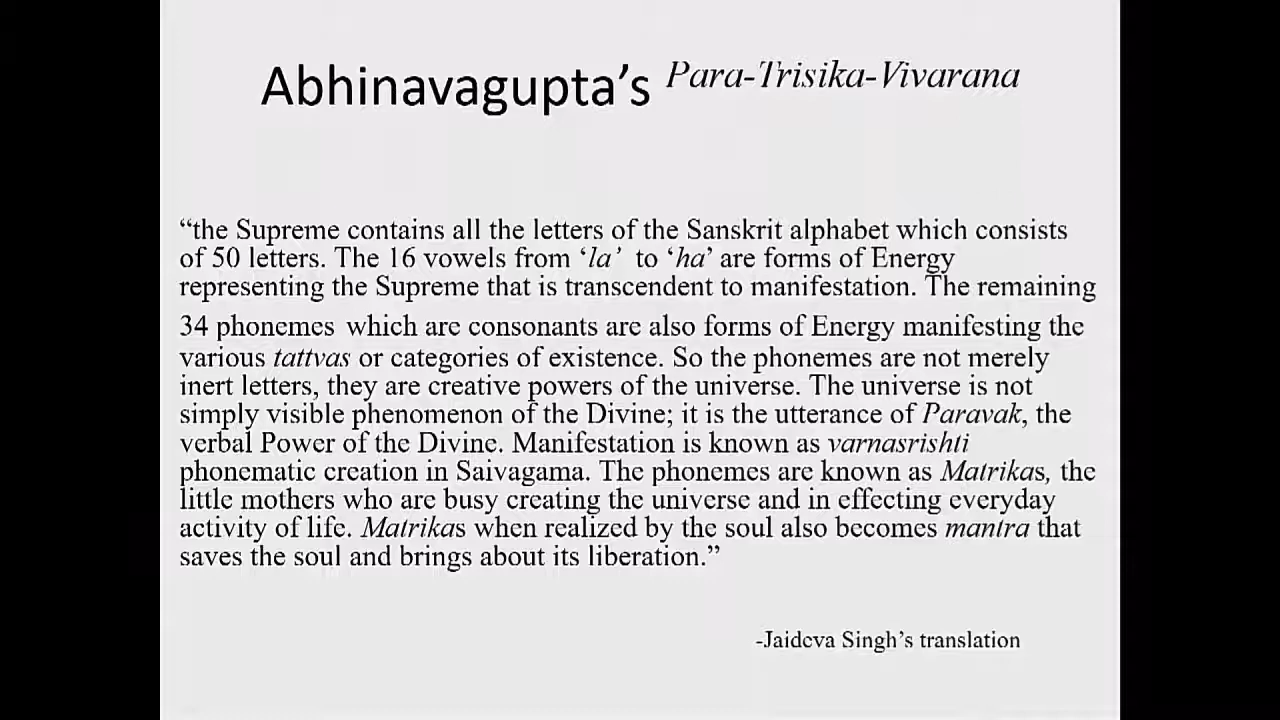 Abhinavagupta’s Para-Trisika-Vivarana
“the Supreme contains all the letters of the Sanskrit alphabet which consists
of 50 letters. The 16 vowels from ‘la’ to ‘ha’ are forms of Energy
representing the Supreme that is transcendent to manifestation. The remaining
34 phonemes which are consonants are also forms of Energy manifesting the
various tattvas or categories of existence. So the phonemes are not merely
inert letters, they are creative powers of the universe. The universe is not
simply visible phenomenon of the Divine; it is the utterance of Paravak, the
verbal Power of the Divine. Manifestation is known as varnasrishti
phonematic creation in Saivagama. The phonemes are known as Matrikas, the
little mothers who are busy creating the universe and in effecting everyday
activity of life. Matrikas when realized by the soul also becomes mantra that
saves the soul and brings about its liberation.”
-Jaideva Singh’s translation